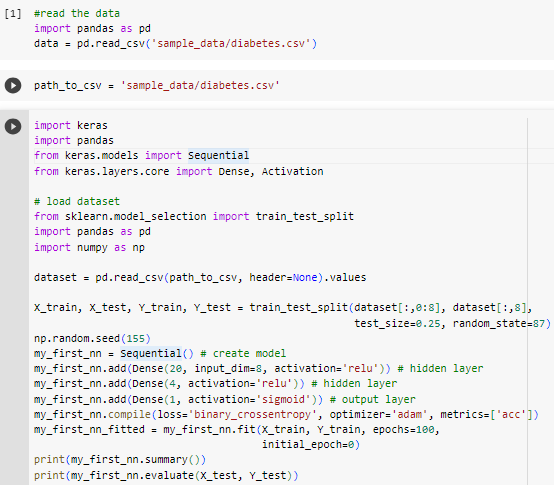 [1] #read the data
import pandas as pd
data = pd.read_csv('sample_data/diabetes.csv')
path_to_csv = 'sample_data/diabetes.csv'
import keras
import pandas
from keras.models import Sequential
from keras.layers.core import Dense, Activation
# load dataset
from sklearn.model_selection import train_test_split
import pandas as pd
import numpy as np
dataset = pd.read_csv(path_to_csv, header=None).values
X_train, X_test, Y_train, Y_test = train_test_split(dataset[:,0:8], dataset[:,8],
test_size=0.25, random_state=87)
np.random.seed(155)
my_first_nn = Sequential() # create model
my_first_nn.add(Dense(20, input_dim=8, activation='relu')) # hidden layer
my_first_nn.add(Dense(4, activation='relu')) # hidden layer
my_first_nn.add(Dense(1, activation='sigmoid')) # output layer
my_first_nn.compile(loss='binary_crossentropy', optimizer='adam', metrics=['acc'])
my_first_nn_fitted = my_first_nn.fit(X_train, Y_train, epochs=100,
initial_epoch=0)
print(my_first_nn.summary())
print(my_first_nn.evaluate(X_test, Y_test))